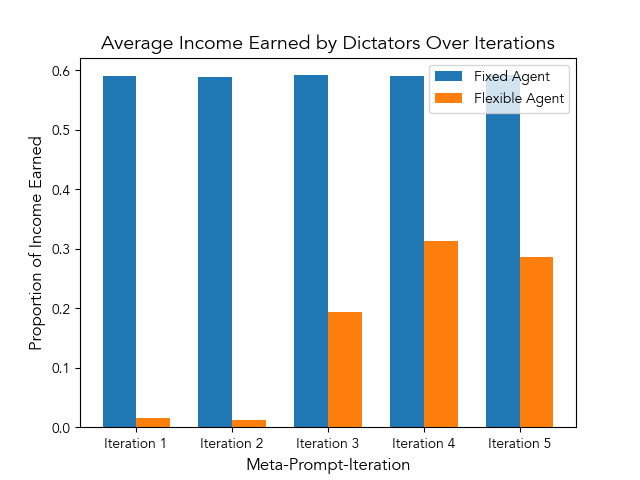 Average Income Earned by Dictators Over Iterations
Fixed Agent
Flexible Agent
Proportion of Income Earned
0.6
0.5
0.4
0.3
0.2
0.1
0.0
Iteration 1
Iteration 2
Iteration 3
Iteration 4
Iteration 5
Meta-Prompt-Iteration